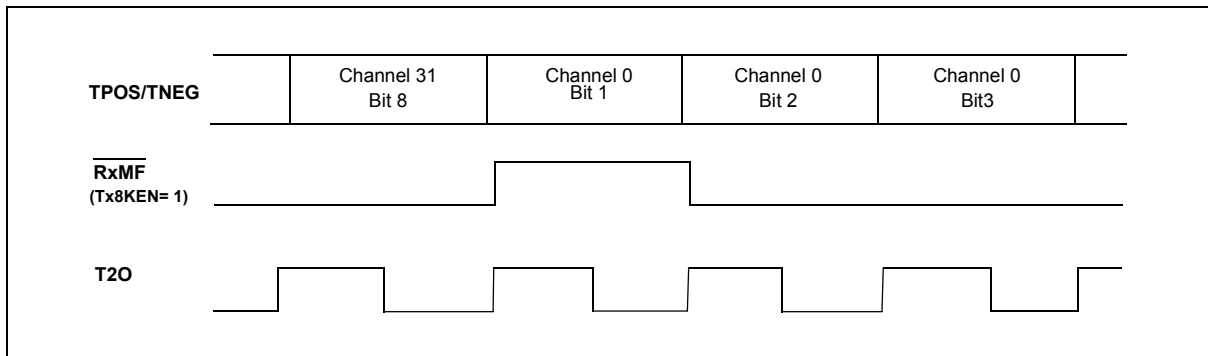 TPOS/TNEG
Channel 31
Bit 8
Channel 0
Bit 1
Channel 0
Bit 2
Channel 0
Bit3
RxMF
(Tx8KEN= 1)
T2O